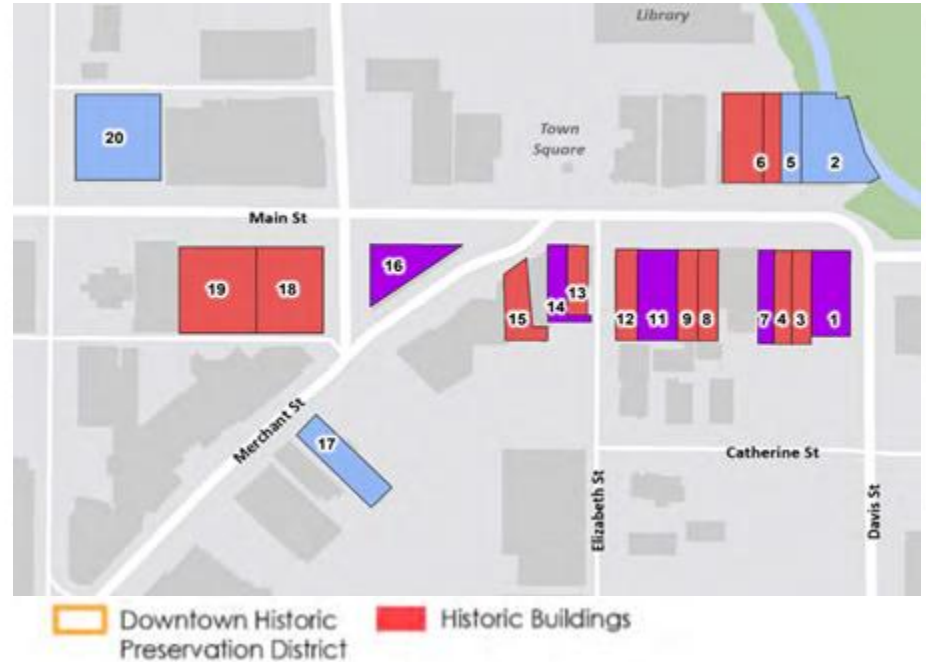 Library
Town
Square
20
6 5 2
Main St
16
19 18
13
14
15
12 11 9 8 7 4 3 1
Merchant St
17
Catherine St
Elizabeth St
Davis St
Downtown Historic
Preservation District
Historic Buildings